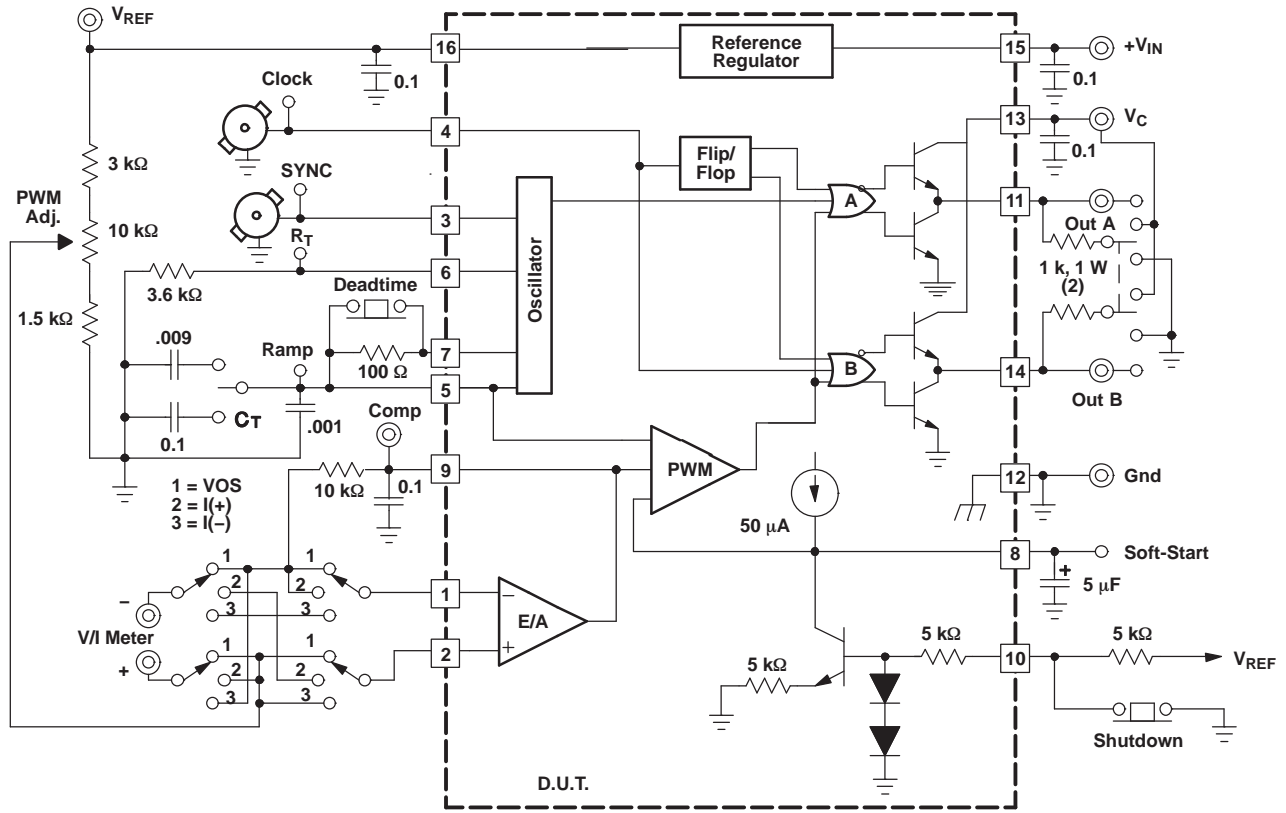 VREF
16
Reference
Regulator
15
+VIN
0.1
0.1
Clock
4
13
VC
0.1
Flip/
Flop
3 kΩ
SYNC
PWM
Adj.
10 kΩ
3
A
11
Out A
RT
6
3.6 kΩ
Oscillator
1 k, 1 W
(2)
Deadtime
1.5 kΩ
.009
Ramp
7
100 Ω
B
14
Out B
5
CT
0.1
.001
Comp
9
10 kΩ
0.1
PWM
12
Gnd
1 = VOS
2 = I(+)
3 = I(−)
50 μA
8
Soft-Start
+
5 μF
1
1
2
2
3
3
−
1
−
E/A
+
V/I Meter
+
1
1
2
2
2
3
3
5 kΩ
5 kΩ
10
5 kΩ
VREF
Shutdown
D.U.T.